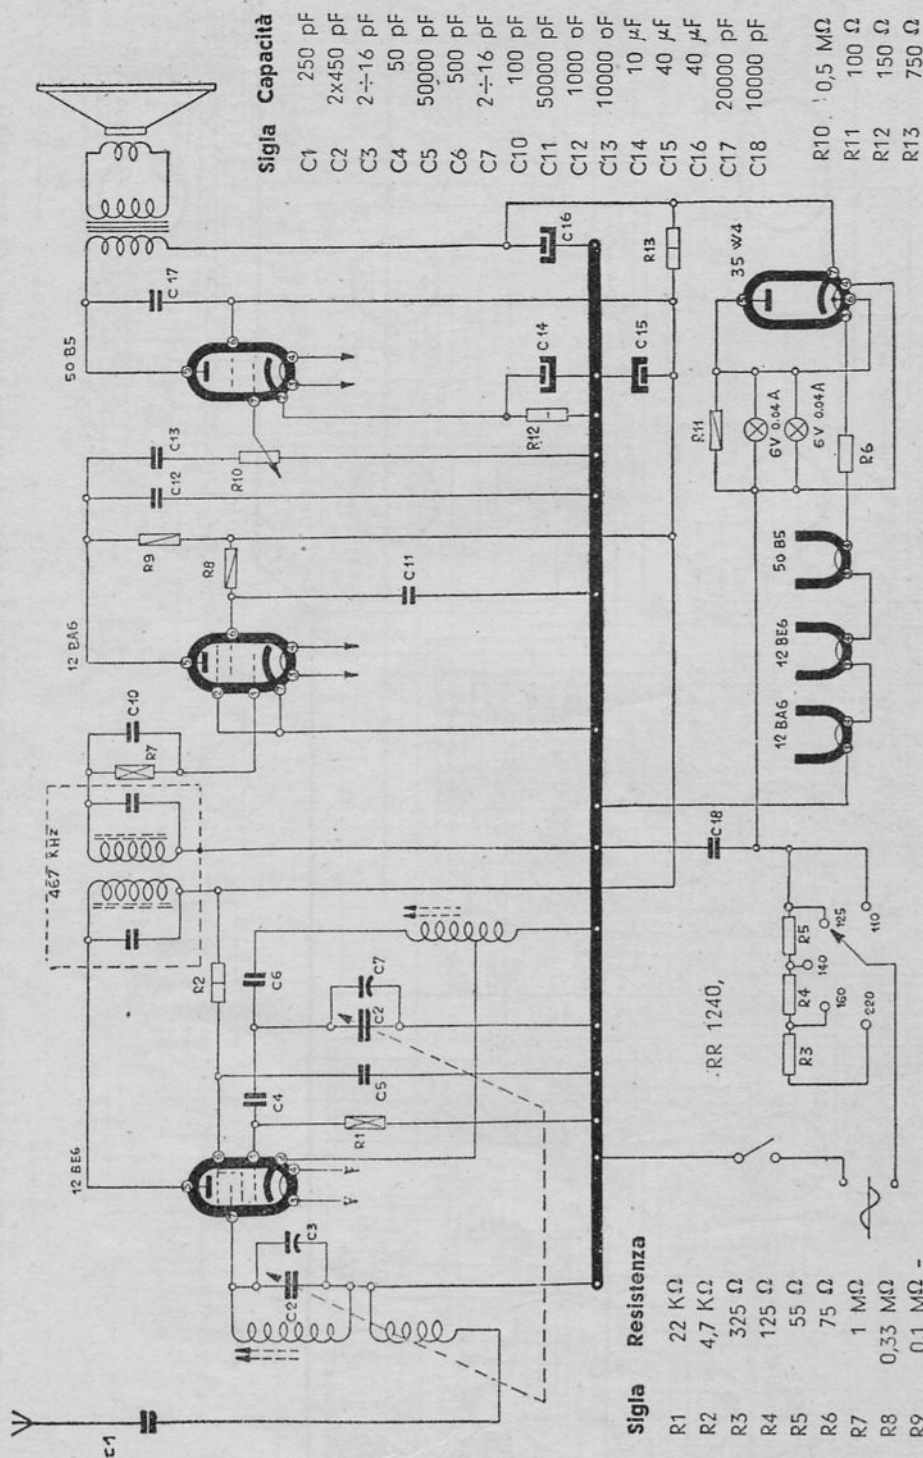 C1
12 BE6
C2
C3
R1
C4
C5
C6
C2
C7
R2
467 KHz
C10
R7
12 BA6
R8
R9
C11
C12
C13
R10
50 B5
C17
R12
C14
C15
C16
R13
35 W4
R11
6V 0.04A
6V 0.04A
R6
50 B5
12 BE6
12 BA6
C18
R3
R4
R5
220
160
140
125
110
RR 1240,
Sigla Capacità
C1 250 pF
C2 2x450 pF
C3 2÷16 pF
C4 50 pF
C5 50000 pF
C6 500 pF
C7 2÷16 pF
C10 100 pF
C11 50000 pF
C12 1000 pF
C13 10000 pF
C14 10 µF
C15 40 µF
C16 40 µF
C17 20000 pF
C18 10000 pF
Sigla Resistenza
R1 22 KΩ
R2 4,7 KΩ
R3 325 Ω
R4 125 Ω
R5 55 Ω
R6 75 Ω
R7 1 MΩ
R8 0,33 MΩ
R9 0,1 MΩ -
R10 0,5 MΩ
R11 100 Ω
R12 150 Ω
R13 750 Ω